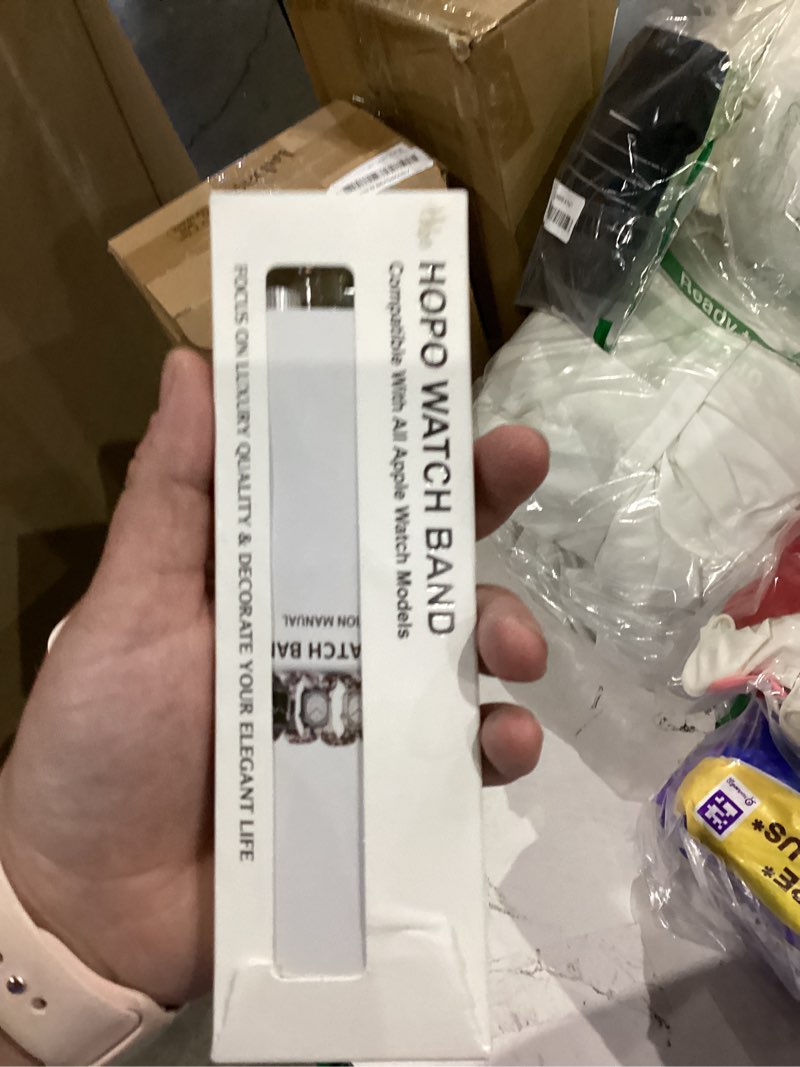 HOPO WATCH BAND
Compatible With All Apple Watch Models
ION MANUAL
ATCH BAN
FOCUS ON LUXURY QUALITY & DECORATE YOUR ELEGANT LIFE
Ready